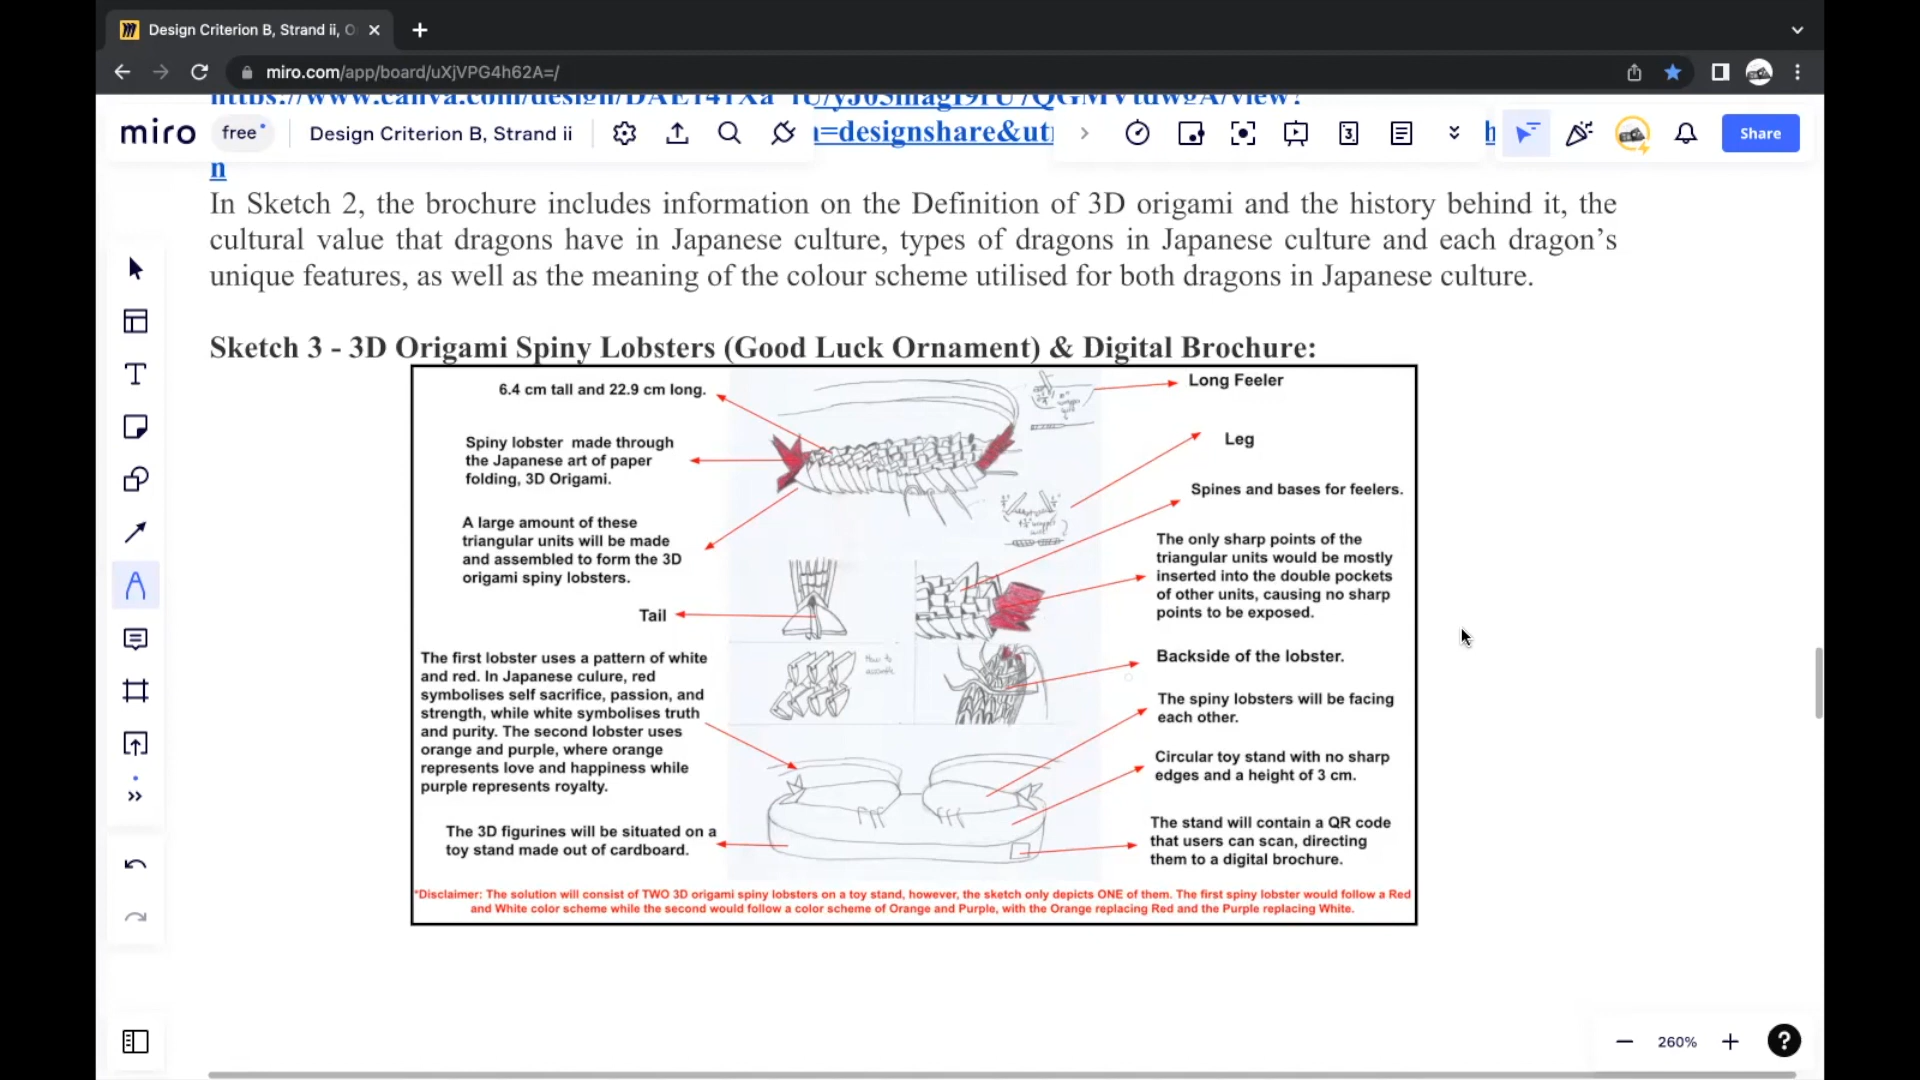 Design Criterion B, Strand ii, O
miro.com/app/board/uXjVPG4h62A=/
miro
free
Design Criterion B, Strand ii
n=designshare&ut
Share
n
In Sketch 2, the brochure includes information on the Definition of 3D origami and the history behind it, the
cultural value that dragons have in Japanese culture, types of dragons in Japanese culture and each dragon's
unique features, as well as the meaning of the colour scheme utilised for both dragons in Japanese culture.
Sketch 3 - 3D Origami Spiny Lobsters (Good Luck Ornament) & Digital Brochure:
6.4 cm tall and 22.9 cm long.
Long Feeler
Leg
Spiny lobster made through
the Japanese art of paper
folding, 3D Origami.
Spines and bases for feelers.
A large amount of these
triangular units will be made
and assembled to form the 3D
origami spiny lobsters.
The only sharp points of the
triangular units would be mostly
inserted into the double pockets
of other units, causing no sharp
points to be exposed.
Tail
The first lobster uses a pattern of white
and red. In Japanese culure, red
symbolises self sacrifice, passion, and
strength, while white symbolises truth
and purity. The second lobster uses
orange and purple, where orange
represents love and happiness while
purple represents royalty.
How to
Backside of the lobster.
The spiny lobsters will be facing
each other.
Circular toy stand with no sharp
edges and a height of 3 cm.
The 3D figurines will be situated on a
toy stand made out of cardboard.
The stand will contain a QR code
that users can scan, directing
them to a digital brochure.
*Disclaimer: The solution will consist of TWO 3D origami spiny lobsters on a toy stand, however, the sketch only depicts ONE of them. The first spiny lobster would follow a Red
and White color scheme while the second would follow a color scheme of Orange and Purple, with the Orange replacing Red and the Purple replacing White.
260%